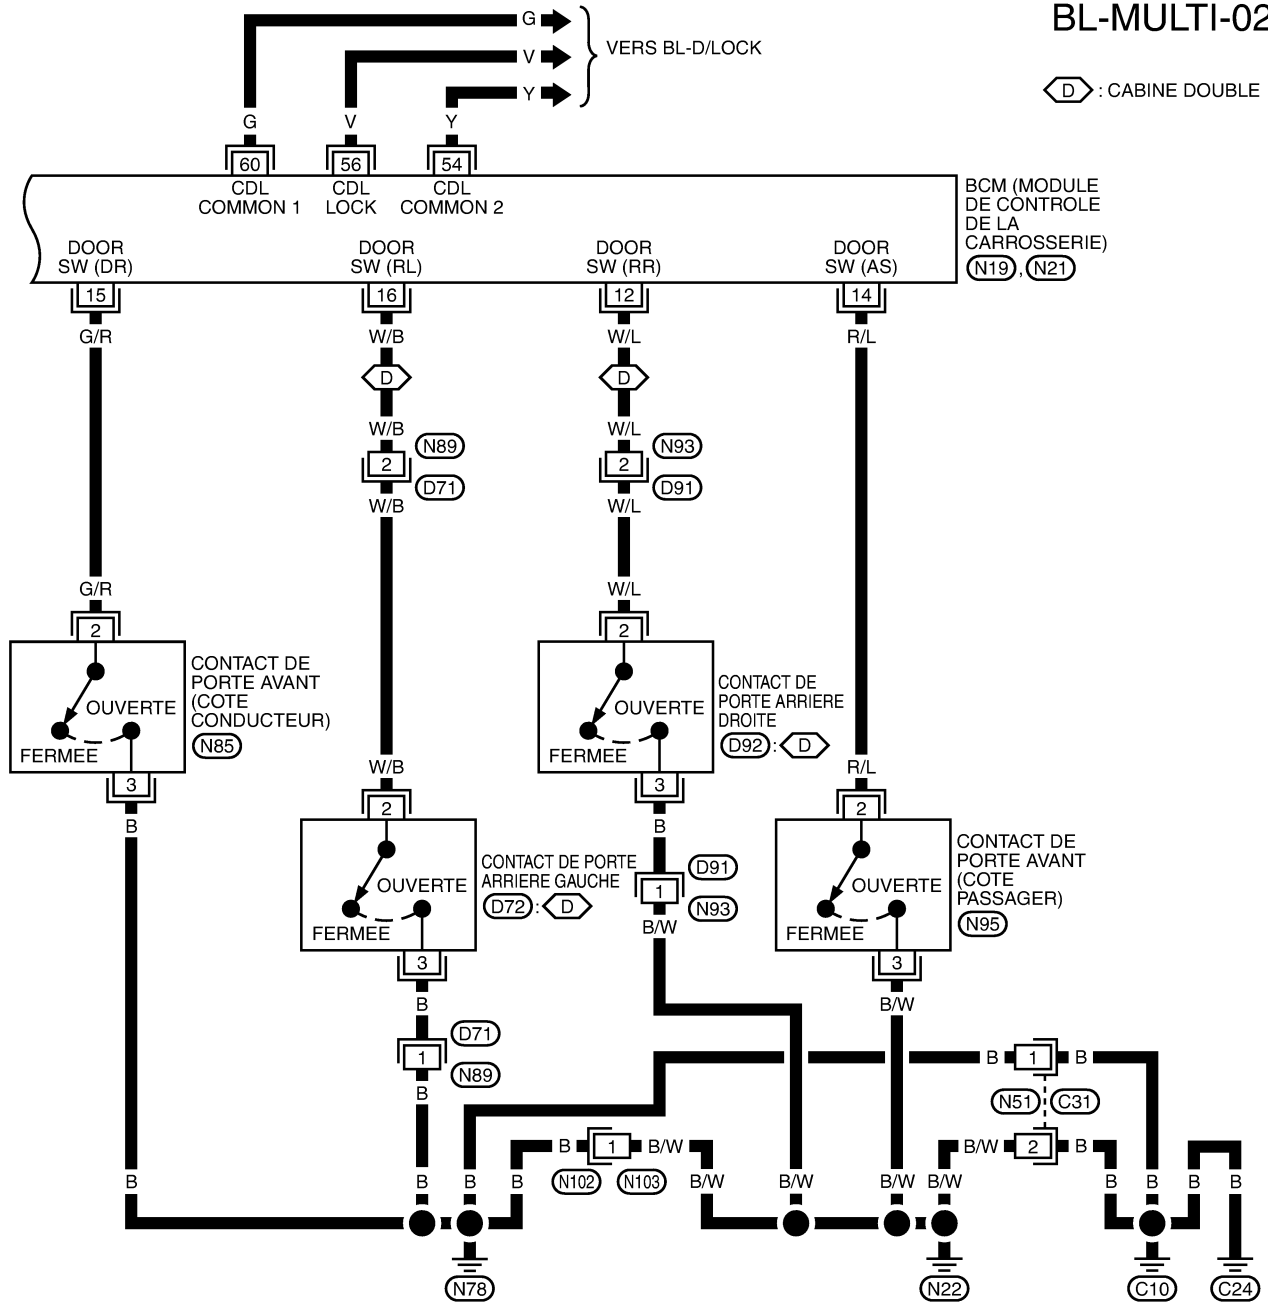 BL-MULTI-02
G
V
Y
VERS BL-D/LOCK
D : CABINE DOUBLE
G V Y
60 56 54
CDL COMMON 1
CDL LOCK
CDL COMMON 2
BCM (MODULE
DE CONTROLE
DE LA
CARROSSERIE)
N19 , N21
DOOR SW (DR)
DOOR SW (RL)
DOOR SW (RR)
DOOR SW (AS)
15 16 12 14
G/R W/B W/L R/L
D D
W/B W/L
N89 N93
2 2
D71 D91
W/B W/L
G/R W/L
2 2
CONTACT DE
PORTE AVANT
(COTE
CONDUCTEUR)
N85
OUVERTE
FERMEE
3
B
CONTACT DE
PORTE ARRIERE
DROITE
D92 : D
OUVERTE
FERMEE
3
B
W/B R/L
2 2
CONTACT DE PORTE
ARRIERE GAUCHE
D72 : D
OUVERTE
FERMEE
3
B
D91
1
N93
B/W
CONTACT DE
PORTE AVANT
(COTE
PASSAGER)
N95
OUVERTE
FERMEE
3
B/W
D71
1
N89
B
B 1 B
N51 C31
B 1 B/W
B/W 2 B
N102 N103
B B B B B/W B/W B/W B/W B B B B
N78 N22 C10 C24